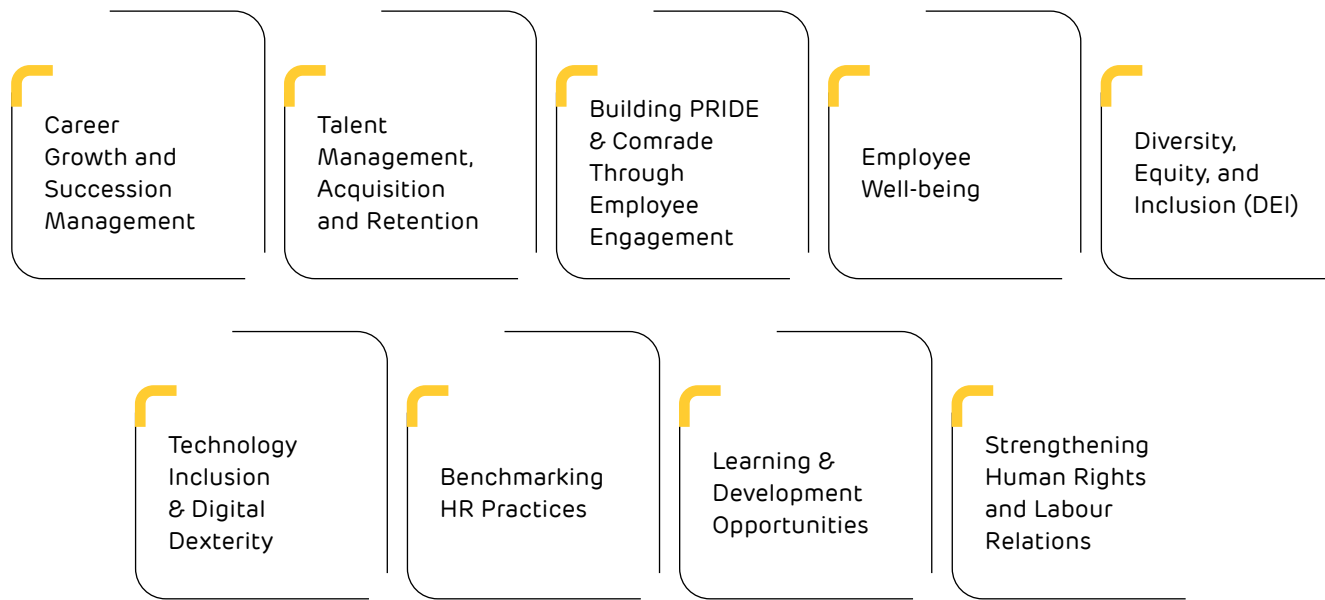 Career
Growth and
Succession
Management
Talent
Management,
Acquisition
and Retention
Building PRIDE
& Comrade
Through
Employee
Engagement
Employee
Well-being
Diversity,
Equity, and
Inclusion (DEI)
Technology
Inclusion
& Digital
Dexterity
Benchmarking
HR Practices
Learning &
Development
Opportunities
Strengthening
Human Rights
and Labour
Relations